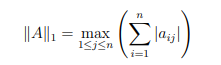 ‖A‖₁ = max_{1≤j≤n} ( ∑_{i=1}^{n} |a_{ij}| )